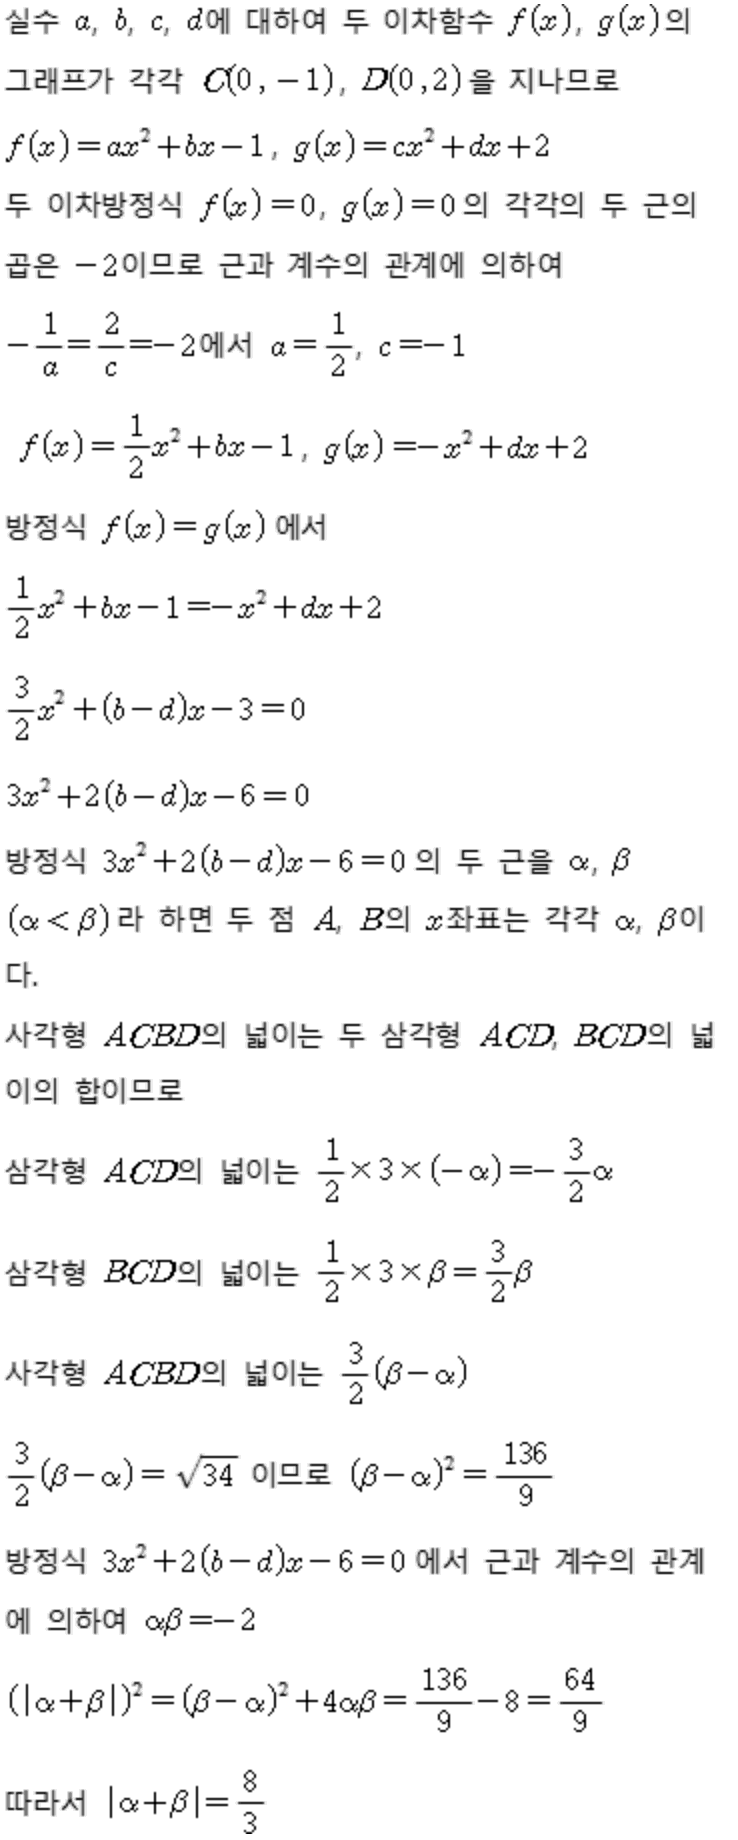 실수 a, b, c, d에 대하여 두 이차함수 f(x), g(x)의
그래프가 각각 C(0, -1), D(0,2)을 지나므로
f(x)=ax²+bx-1, g(x)=cx²+dx+2
두 이차방정식 f(x)=0, g(x)=0의 각각의 두 근의
곱은 -2이므로 근과 계수의 관계에 의하여
-1/a=2/c=-2에서 a=1/2, c=-1
f(x)=1/2x²+bx-1, g(x)=-x²+dx+2
방정식 f(x)=g(x)에서
1/2x²+bx-1=-x²+dx+2
3/2x²+(b-d)x-3=0
3x²+2(b-d)x-6=0
방정식 3x²+2(b-d)x-6=0의 두 근을 α, β
(α<β)라 하면 두 점 A, B의 x좌표는 각각 α, β이
다.
사각형 ACBD의 넓이는 두 삼각형 ACD, BCD의 넓
이의 합이므로
삼각형 ACD의 넓이는 1/2×3×(-α)=-3/2α
삼각형 BCD의 넓이는 1/2×3×β=3/2β
사각형 ACBD의 넓이는 3/2(β-α)
3/2(β-α)=√34 이므로 (β-α)²=136/9
방정식 3x²+2(b-d)x-6=0에서 근과 계수의 관계
에 의하여 αβ=-2
(|α+β|)²=(β-α)²+4αβ=136/9-8=64/9
따라서 |α+β|=8/3